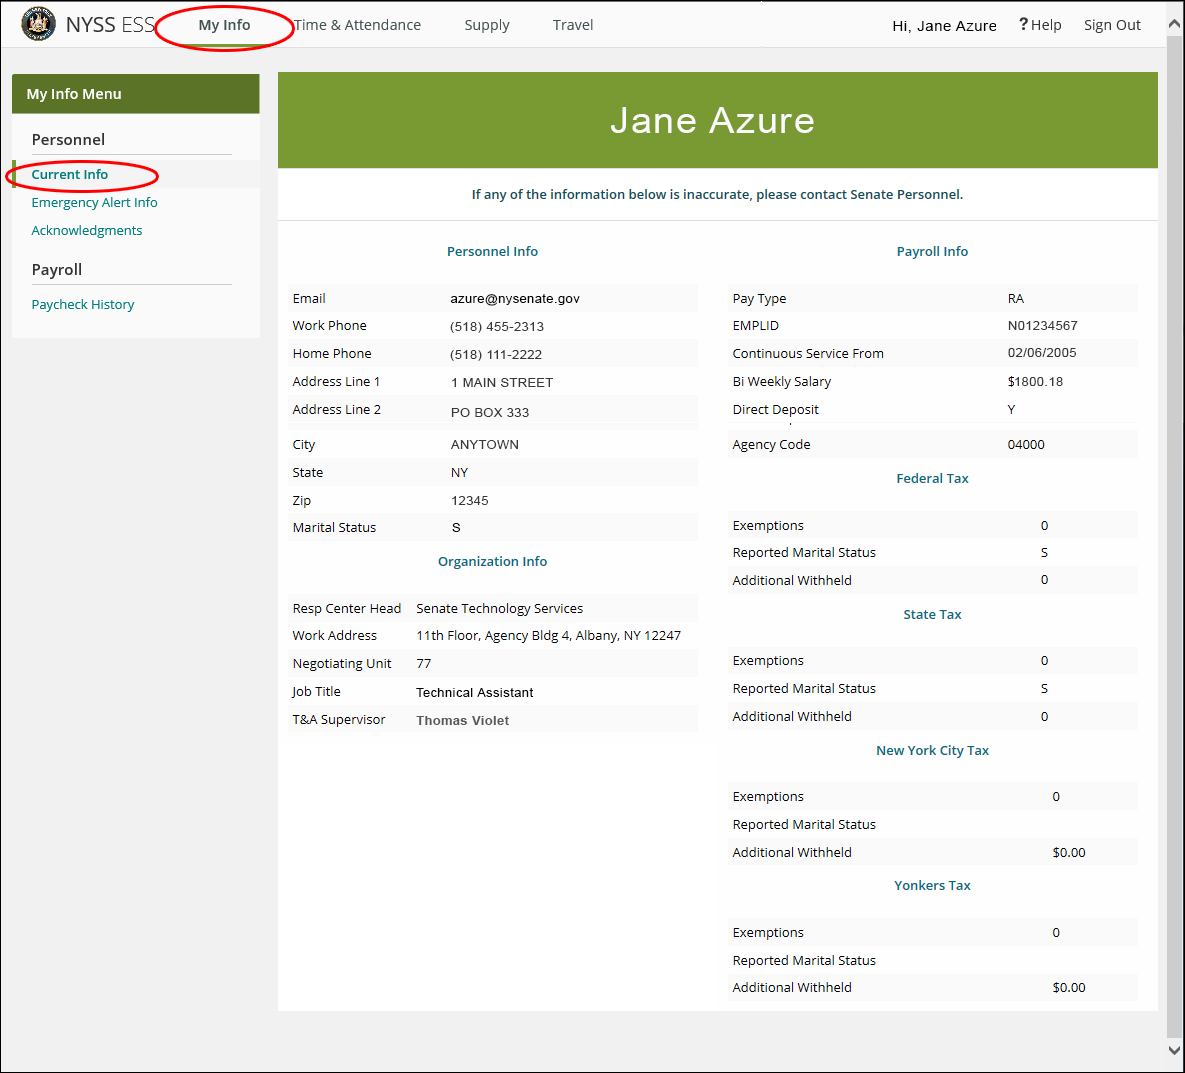 NYSS ESS My Info Time & Attendance Supply Travel Hi, Jane Azure ? Help Sign Out
My Info Menu
Personnel
Current Info
Emergency Alert Info
Acknowledgments
Payroll
Paycheck History
Jane Azure
If any of the information below is inaccurate, please contact Senate Personnel.
Personnel Info
Email azure@nysenate.gov
Work Phone (518) 455-2313
Home Phone (518) 111-2222
Address Line 1 1 MAIN STREET
Address Line 2 PO BOX 333
City ANYTOWN
State NY
Zip 12345
Marital Status S
Organization Info
Resp Center Head Senate Technology Services
Work Address 11th Floor, Agency Bldg 4, Albany, NY 12247
Negotiating Unit 77
Job Title Technical Assistant
T&A Supervisor Thomas Violet
Payroll Info
Pay Type RA
EMPLID N01234567
Continuous Service From 02/06/2005
Bi Weekly Salary $1800.18
Direct Deposit Y
Agency Code 04000
Federal Tax
Exemptions 0
Reported Marital Status S
Additional Withheld 0
State Tax
Exemptions 0
Reported Marital Status S
Additional Withheld 0
New York City Tax
Exemptions 0
Reported Marital Status
Additional Withheld $0.00
Yonkers Tax
Exemptions 0
Reported Marital Status
Additional Withheld $0.00